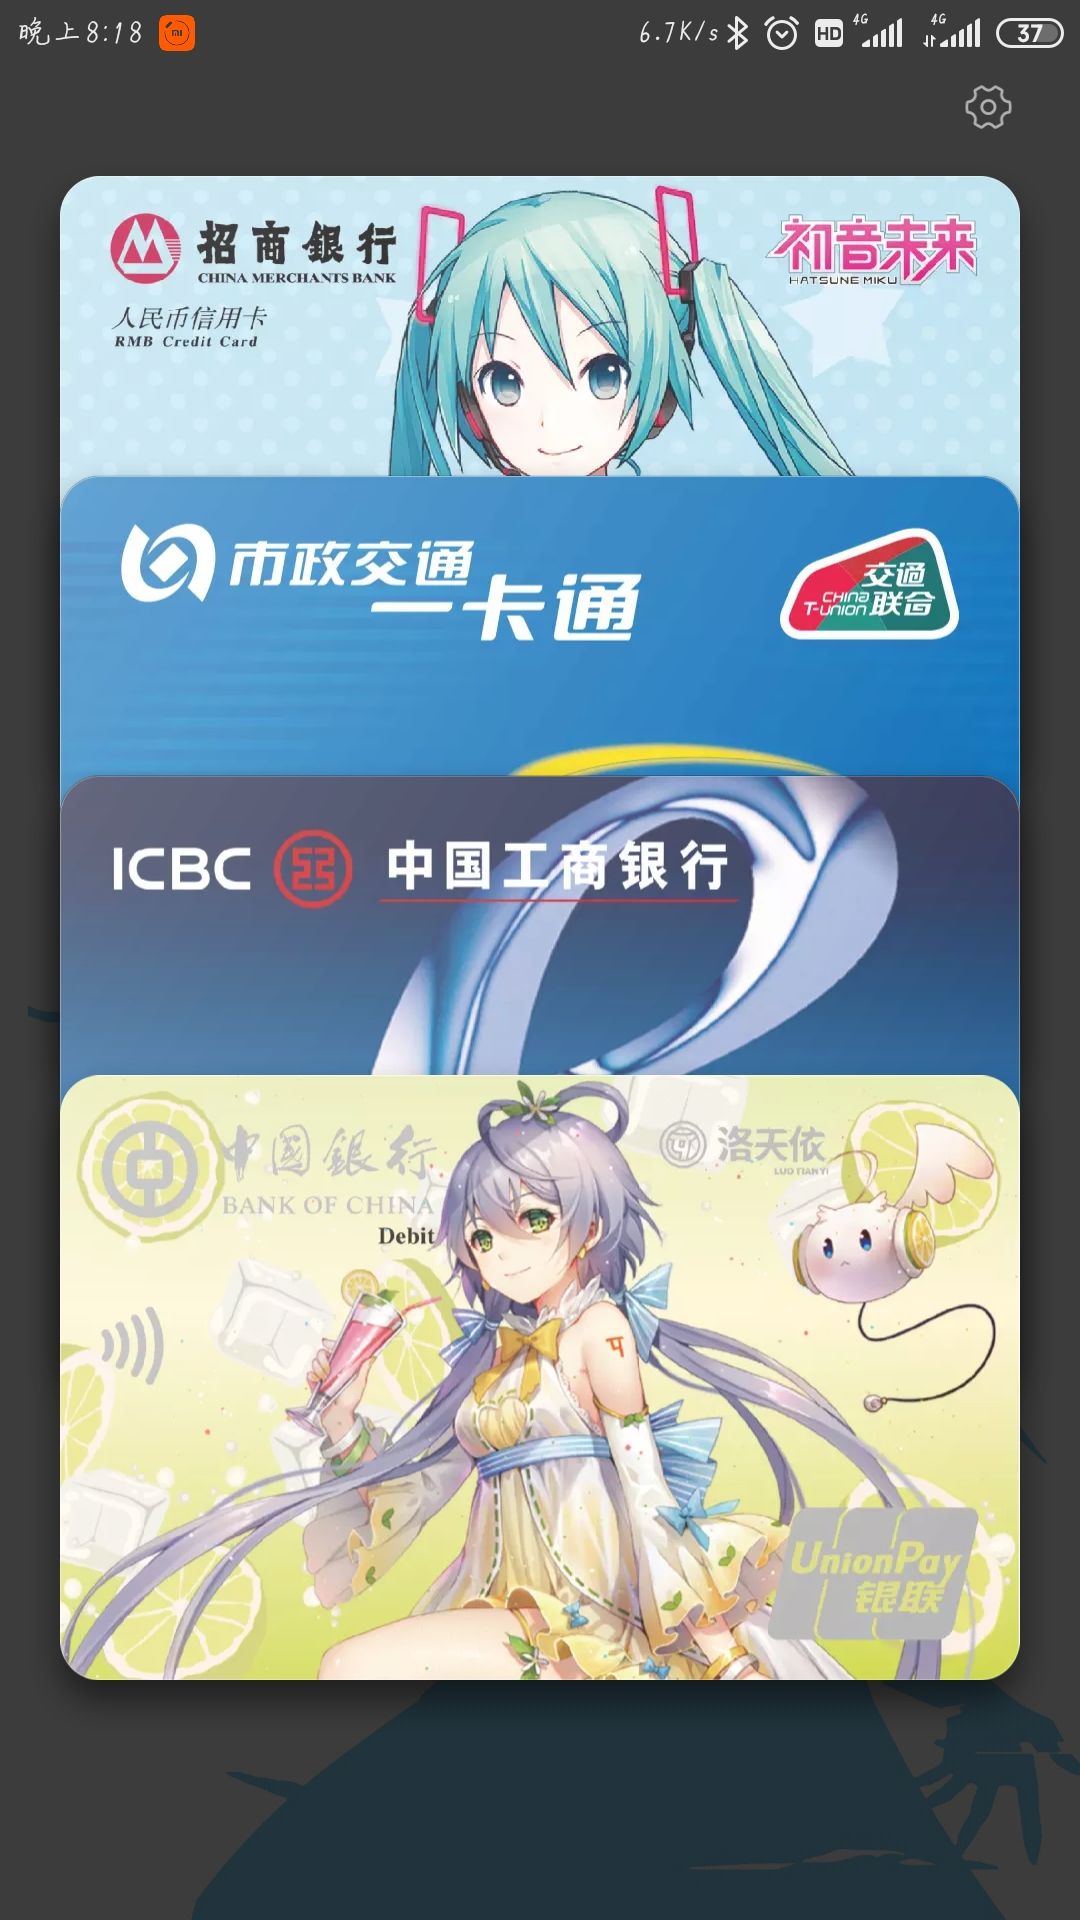 晚上8:18
6.7K/s HD 4G 4G 37
招商銀行 初音未来
CHINA MERCHANTS BANK HATSUNE MIKU
人民币信用卡
RMB Credit Card
市政交通 交通
一卡通 CHINA T-UNION 联合
ICBC 中国工商银行
中國銀行 洛天依
LUO TIANYI
BANK OF CHINA
Debit
UnionPay
银联